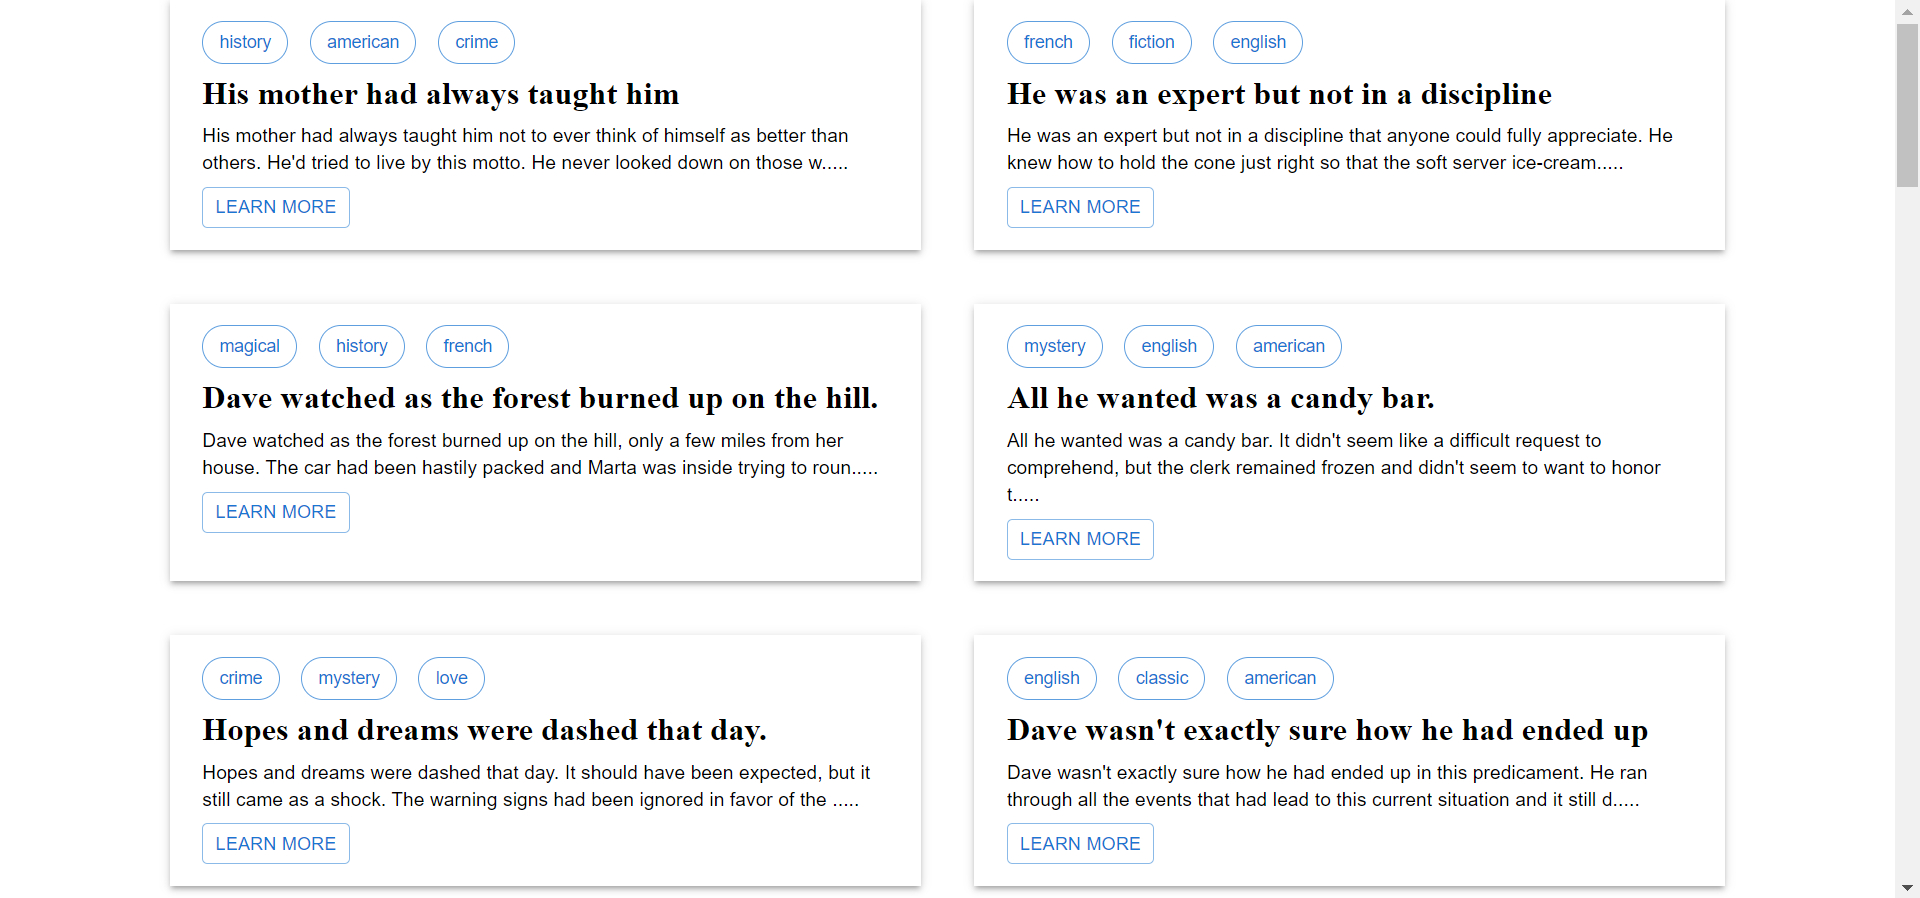 history american crime
His mother had always taught him
His mother had always taught him not to ever think of himself as better than
others. He'd tried to live by this motto. He never looked down on those w.....
LEARN MORE
french fiction english
He was an expert but not in a discipline
He was an expert but not in a discipline that anyone could fully appreciate. He
knew how to hold the cone just right so that the soft server ice-cream.....
LEARN MORE
magical history french
Dave watched as the forest burned up on the hill.
Dave watched as the forest burned up on the hill, only a few miles from her
house. The car had been hastily packed and Marta was inside trying to roun.....
LEARN MORE
mystery english american
All he wanted was a candy bar.
All he wanted was a candy bar. It didn't seem like a difficult request to
comprehend, but the clerk remained frozen and didn't seem to want to honor
t.....
LEARN MORE
crime mystery love
Hopes and dreams were dashed that day.
Hopes and dreams were dashed that day. It should have been expected, but it
still came as a shock. The warning signs had been ignored in favor of the .....
LEARN MORE
english classic american
Dave wasn't exactly sure how he had ended up
Dave wasn't exactly sure how he had ended up in this predicament. He ran
through all the events that had lead to this current situation and it still d.....
LEARN MORE